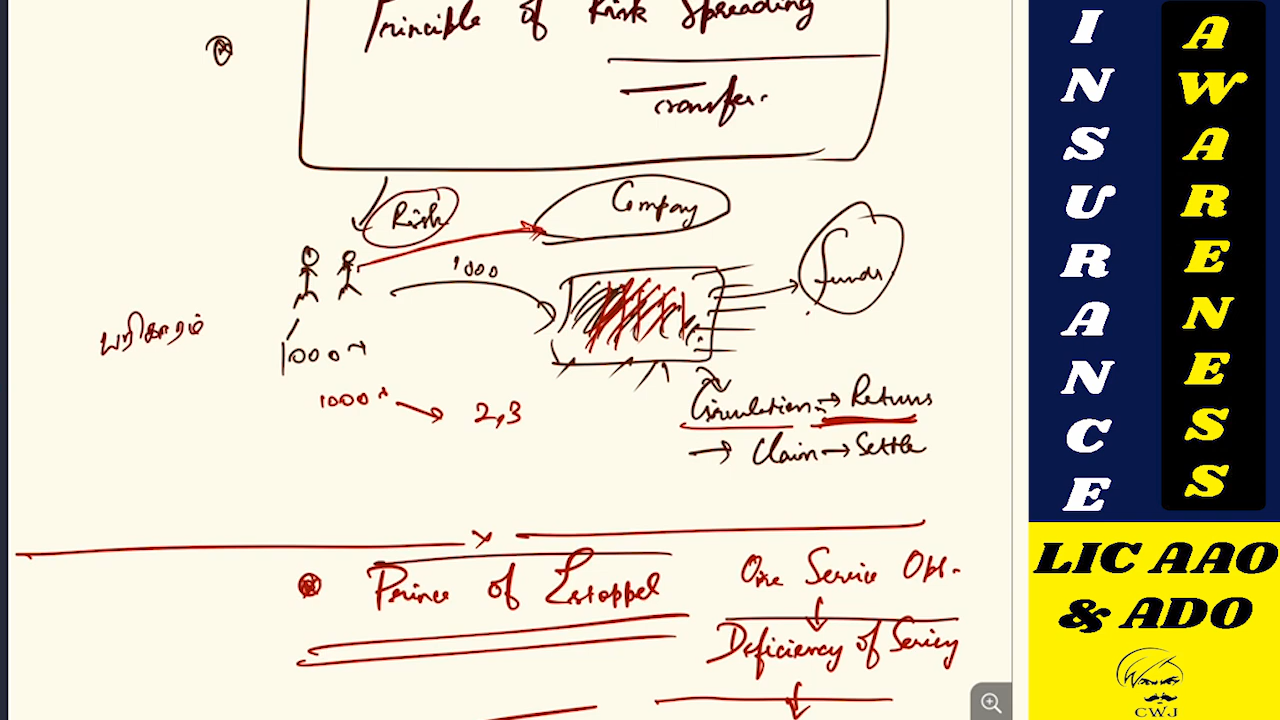 Principle of Risk Spreading
transfer.
Risk
Company
1000
funds
பரிகாரம்
1000
1000
2,3
Circulation → Returns
→ Claim → Settle
x
Prince of Estoppel
One Service Opt.
Deficiency of Service
INSURANCE
AWARENESS
LIC AAO
& ADO
CWJ